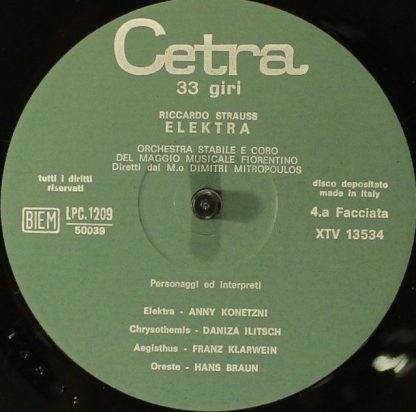 Cetra
33 giri
RICCARDO STRAUSS
ELEKTRA
ORCHESTRA STABILE E CORO
DEL MAGGIO MUSICALE FIORENTINO
Diretti dal M.o DIMITRI MITROPOULOS
tutti i diritti
riservati
BIEM
LPC.1209
50039
disco depositato
made in Italy
4.a Facciata
XTV 13534
Personaggi ed interpreti
Elektra - ANNY KONETZNI
Chrysothemis - DANIZA ILITSCH
Aegisthus - FRANZ KLARWEIN
Oreste - HANS BRAUN